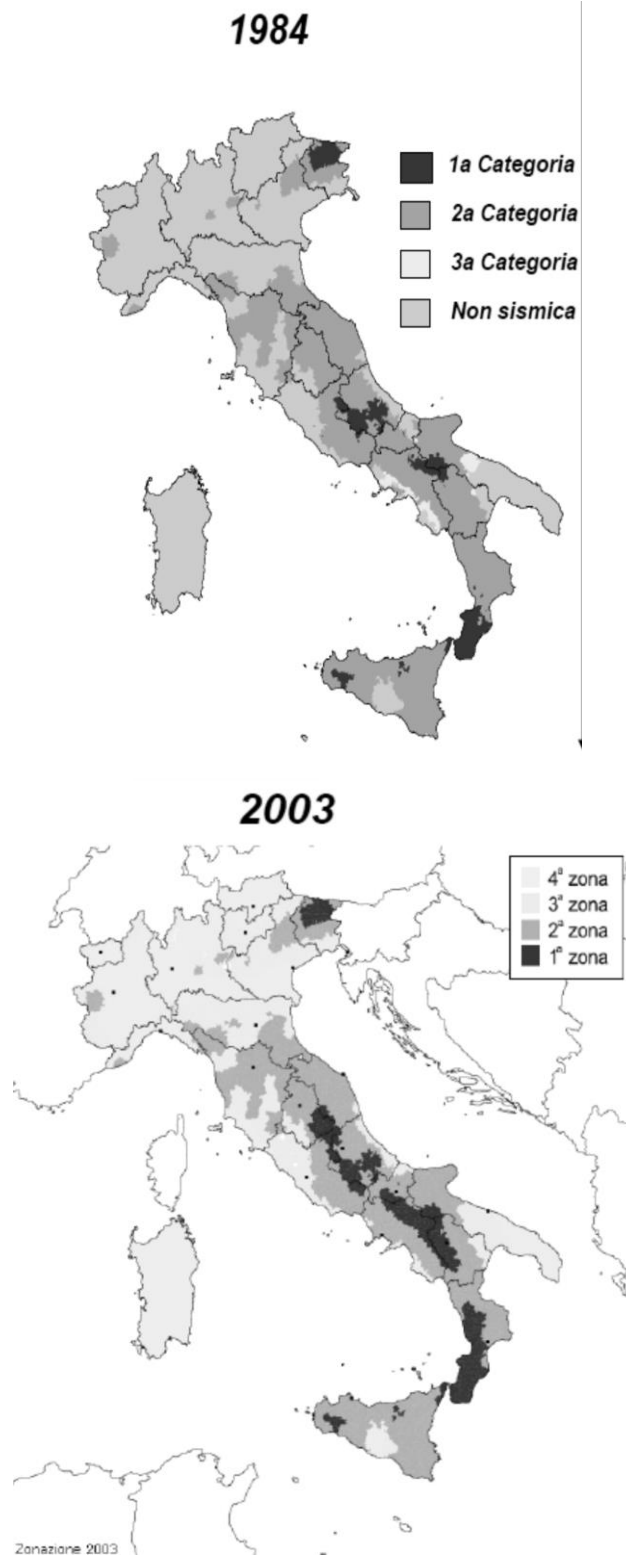 1984
1a Categoria
2a Categoria
3a Categoria
Non sismica
2003
4ª zona
3ª zona
2ª zona
1ª zona
Zonazione 2003